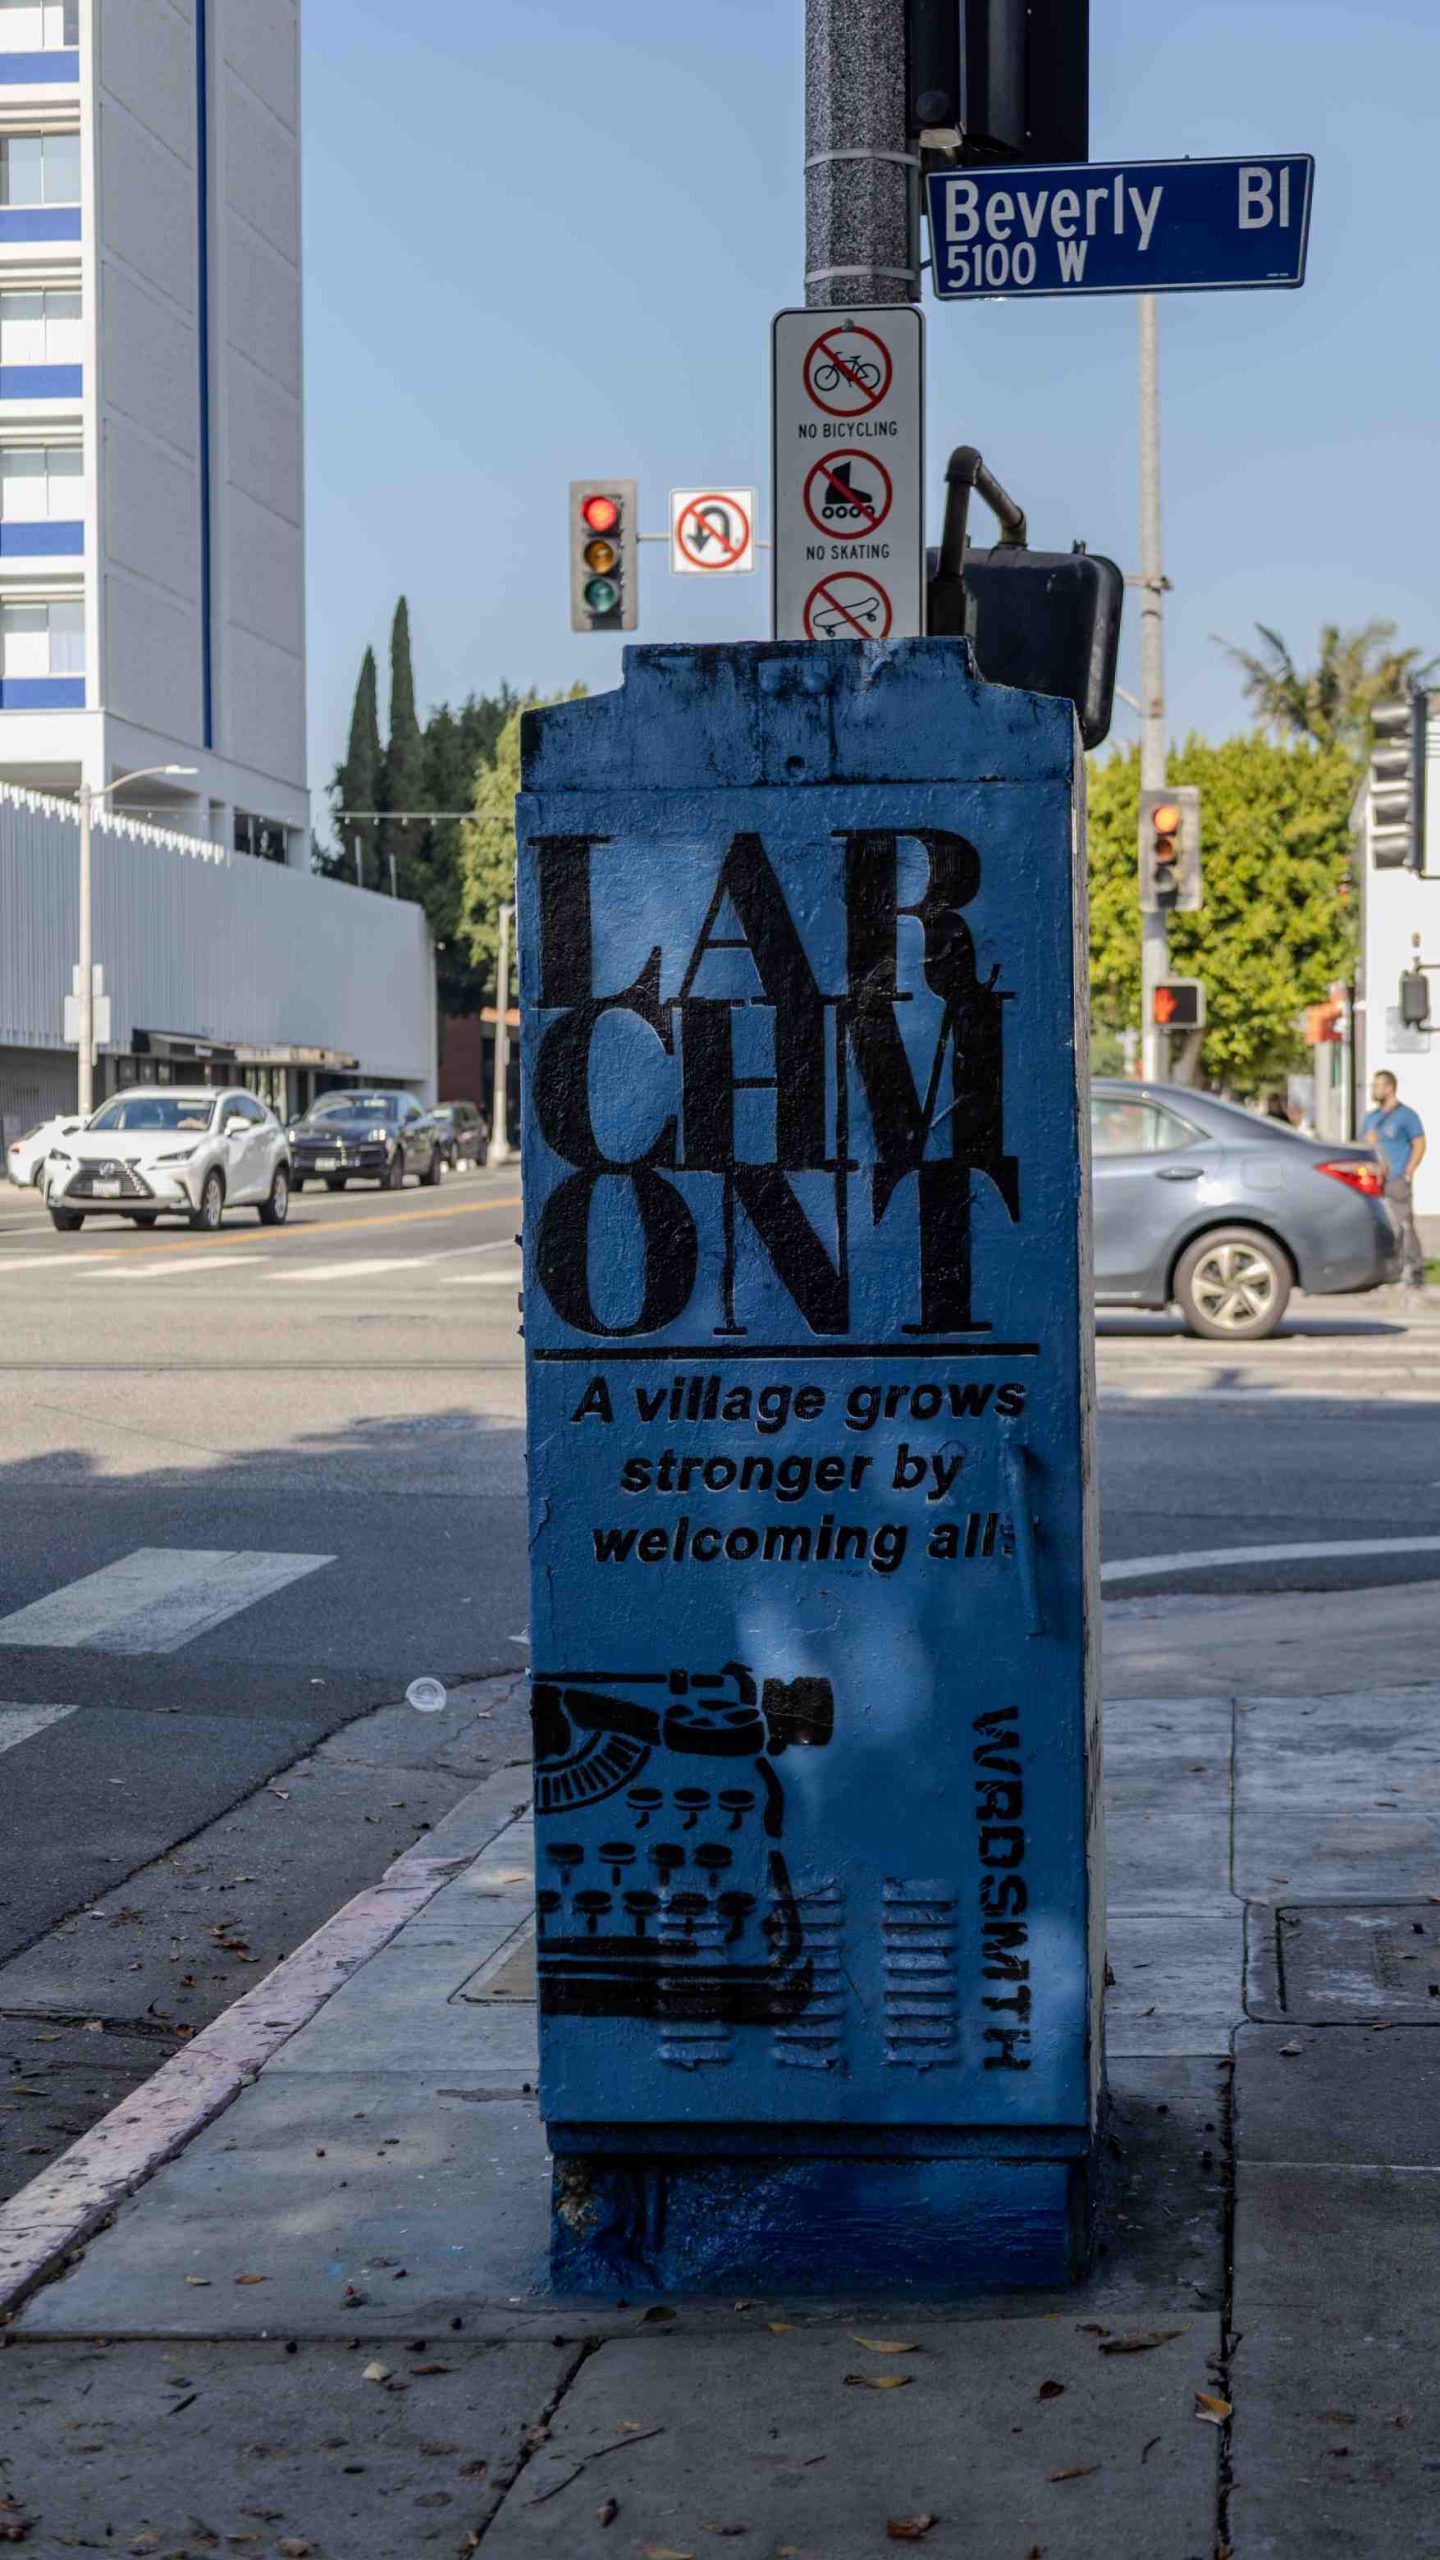 Beverly Bl
5100 W
NO BICYCLING
NO SKATING
LAR
CHM
ONT
A village grows
stronger by
welcoming all.
WRDSMTH